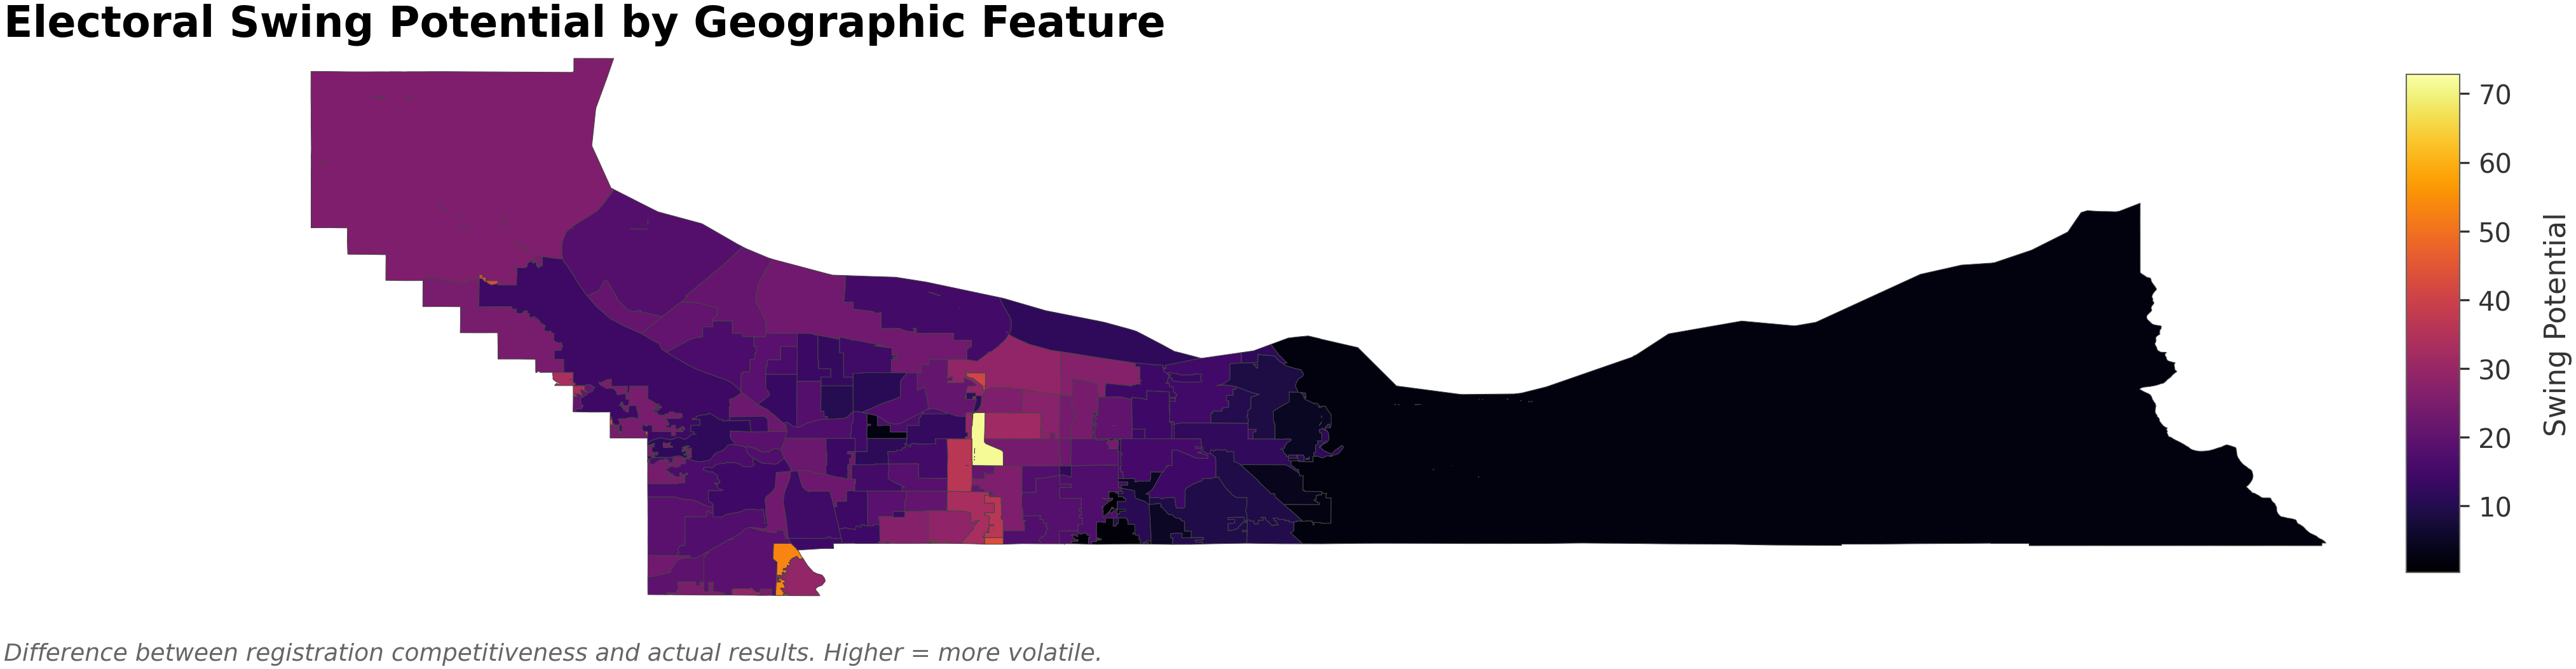 Electoral Swing Potential by Geographic Feature
70
60
50
40
30
20
10
Swing Potential
Difference between registration competitiveness and actual results. Higher = more volatile.